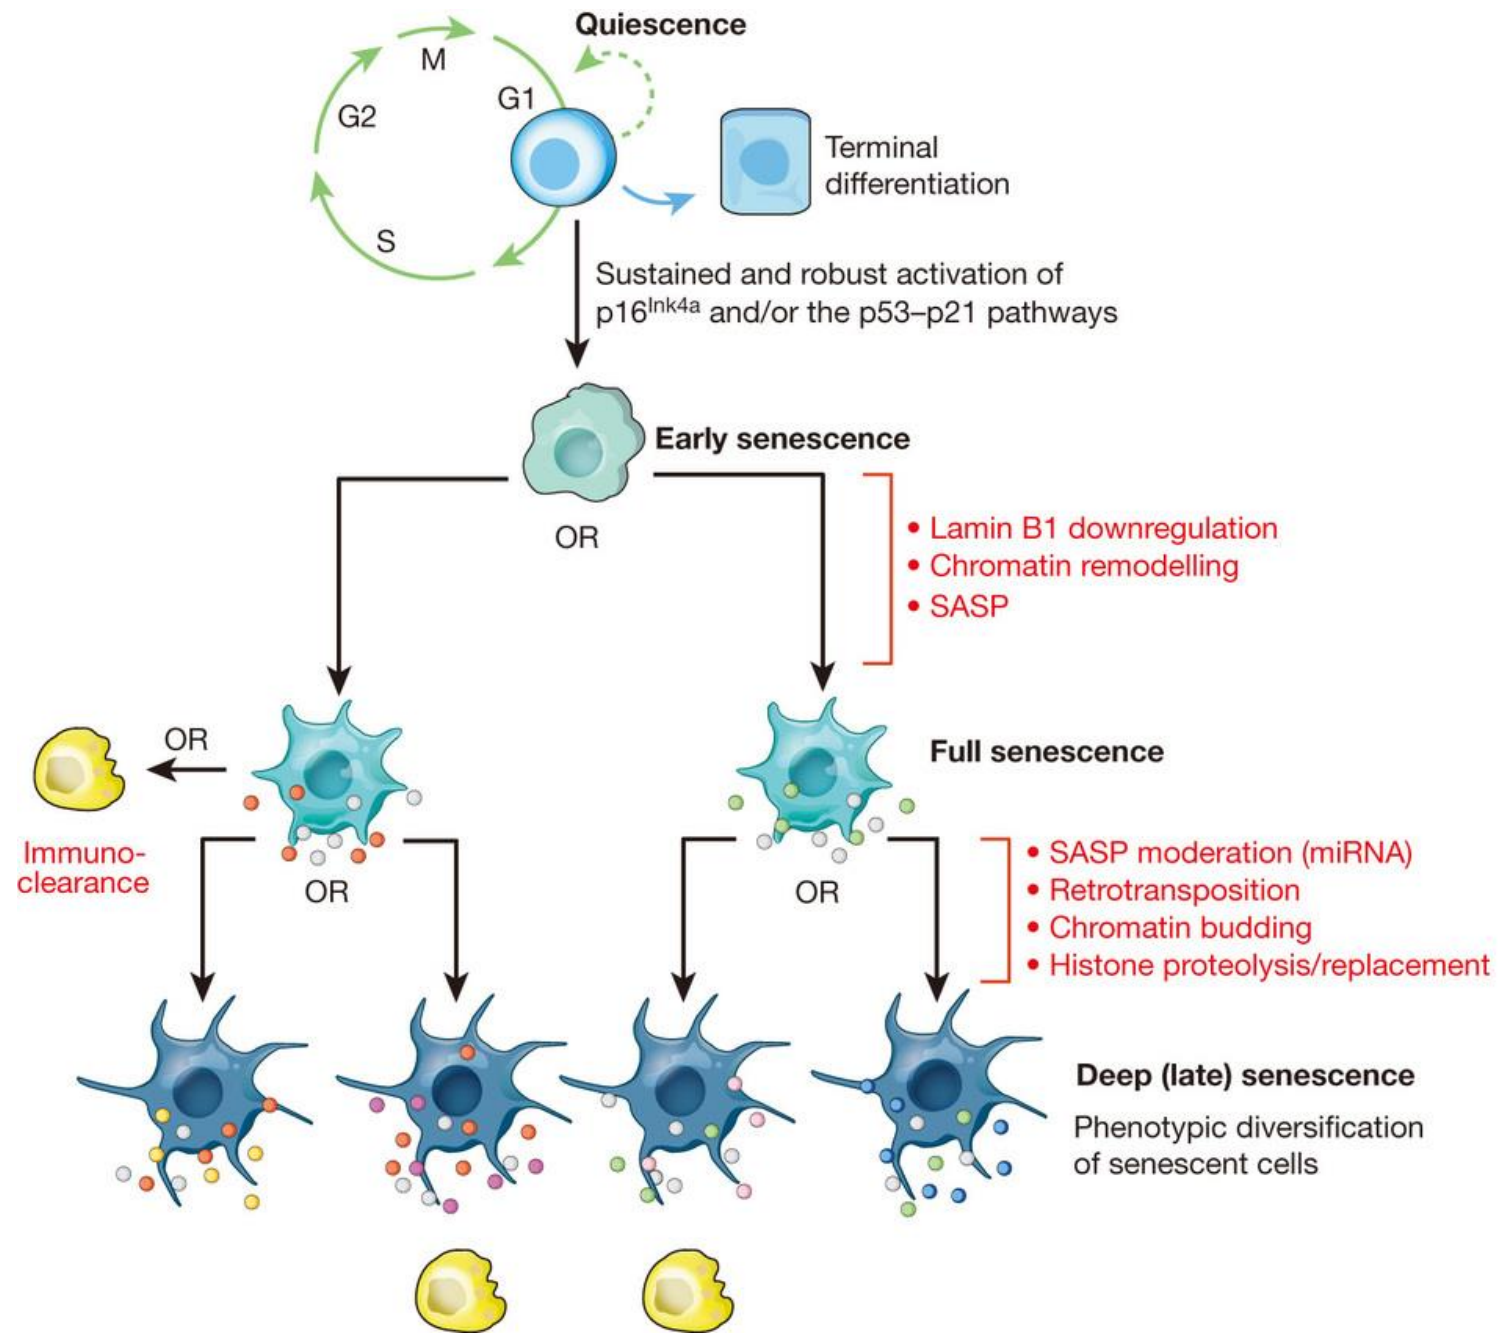 Quiescence
M
G1
G2
S
Terminal
differentiation
Sustained and robust activation of
p16Ink4a and/or the p53–p21 pathways
Early senescence
OR
• Lamin B1 downregulation
• Chromatin remodelling
• SASP
OR
Immuno-
clearance
Full senescence
OR
OR
• SASP moderation (miRNA)
• Retrotransposition
• Chromatin budding
• Histone proteolysis/replacement
Deep (late) senescence
Phenotypic diversification
of senescent cells